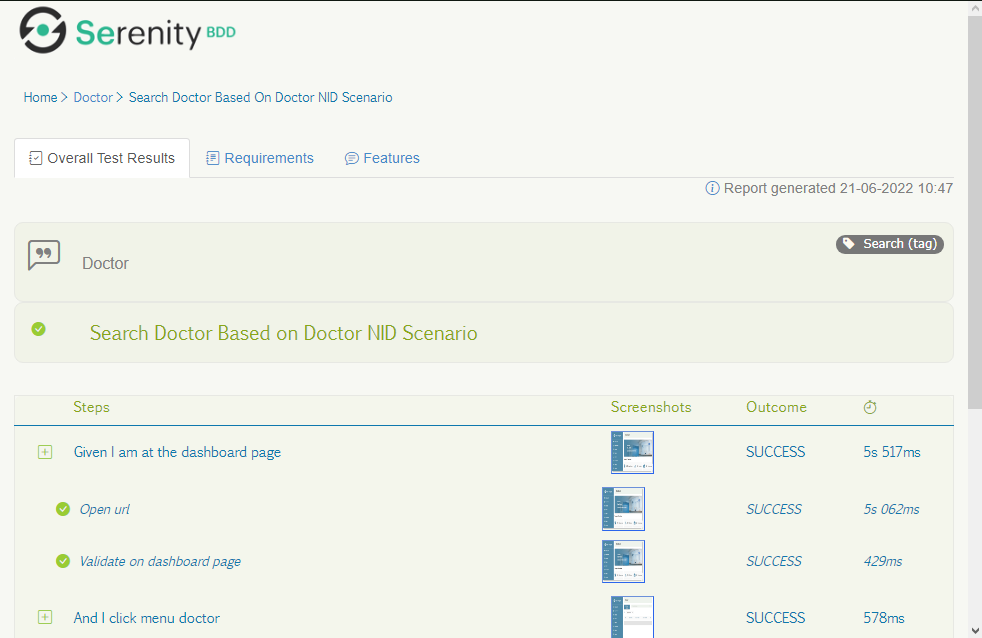 Serenity BDD
Home > Doctor > Search Doctor Based On Doctor NID Scenario
Overall Test Results Requirements Features
Report generated 21-06-2022 10:47
Search (tag)
Doctor
Search Doctor Based on Doctor NID Scenario
Steps Screenshots Outcome
Given I am at the dashboard page SUCCESS 5s 517ms
Open url SUCCESS 5s 062ms
Validate on dashboard page SUCCESS 429ms
And I click menu doctor SUCCESS 578ms